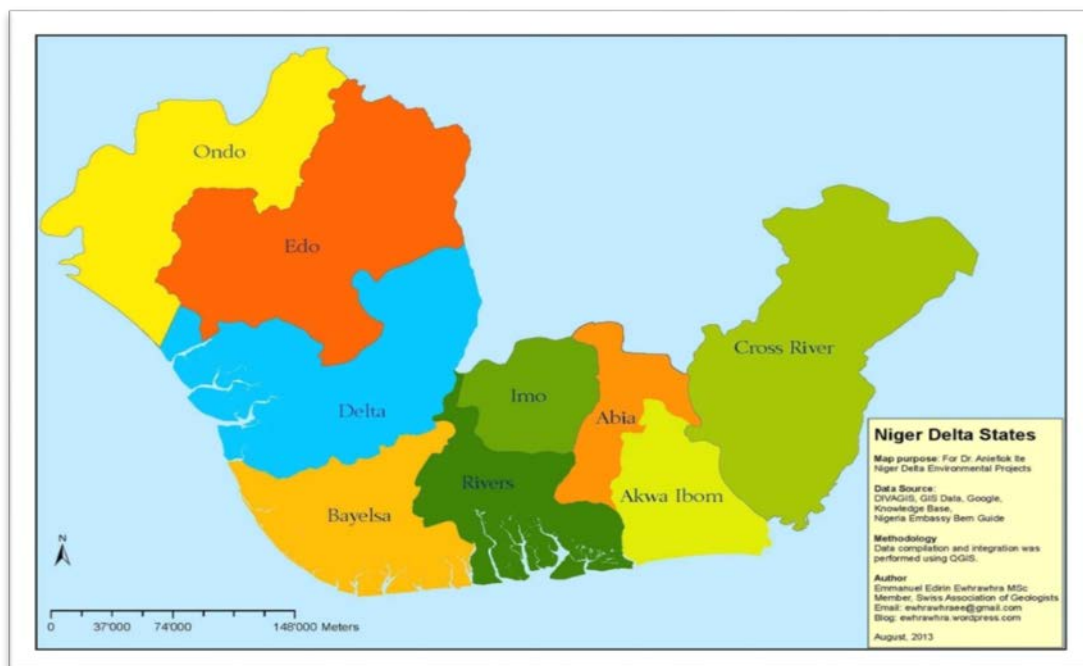 Ondo
Edo
Delta
Bayelsa
Rivers
Imo
Abia
Akwa Ibom
Cross River
N
0 37'000 74'000 148'000 Meters
Niger Delta States
Map purpose: For Dr. Aniefiok Ite
Niger Delta Environmental Projects
Data Source:
DIVAGIS, GIS Data, Google,
Knowledge Base,
Nigeria Embassy Bern Guide
Methodology
Data compilation and integration was
performed using QGIS.
Author
Emmanuel Edirin Ewhrawhra MSc
Member, Swiss Association of Geologists
Email: ewhrawhraee@gmail.com
Blog: ewhrawhra.wordpress.com
August, 2013